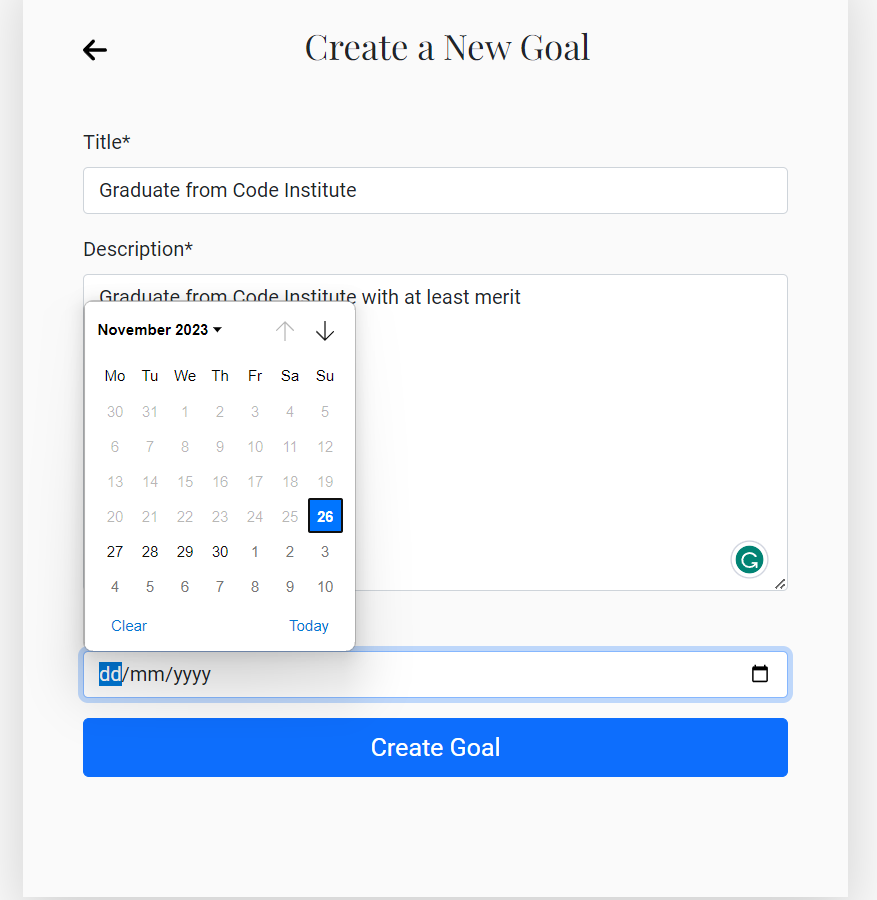 Create a New Goal
Title*
Graduate from Code Institute
Description*
Graduate from Code Institute with at least merit
November 2023
Mo Tu We Th Fr Sa Su
30 31 1 2 3 4 5
6 7 8 9 10 11 12
13 14 15 16 17 18 19
20 21 22 23 24 25 26
27 28 29 30 1 2 3
4 5 6 7 8 9 10
Clear Today
dd/mm/yyyy
Create Goal